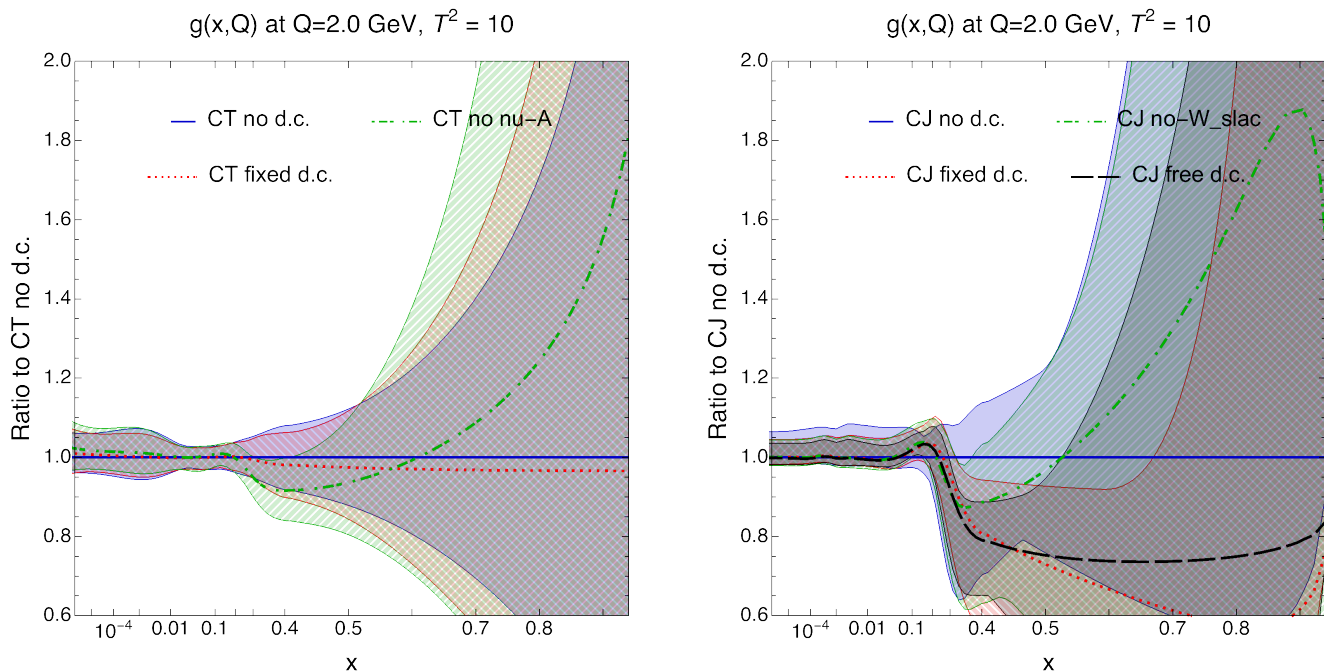 g(x,Q) at Q=2.0 GeV, T² = 10
Ratio to CT no d.c.
2.0
1.8
1.6
1.4
1.2
1.0
0.8
0.6
CT no d.c.
CT no nu-A
CT fixed d.c.
10⁻⁴ 0.01 0.1 0.4 0.5 0.7 0.8
x
g(x,Q) at Q=2.0 GeV, T² = 10
Ratio to CJ no d.c.
2.0
1.8
1.6
1.4
1.2
1.0
0.8
0.6
CJ no d.c.
CJ no-W_slac
CJ fixed d.c.
CJ free d.c.
10⁻⁴ 0.01 0.1 0.4 0.5 0.7 0.8
x